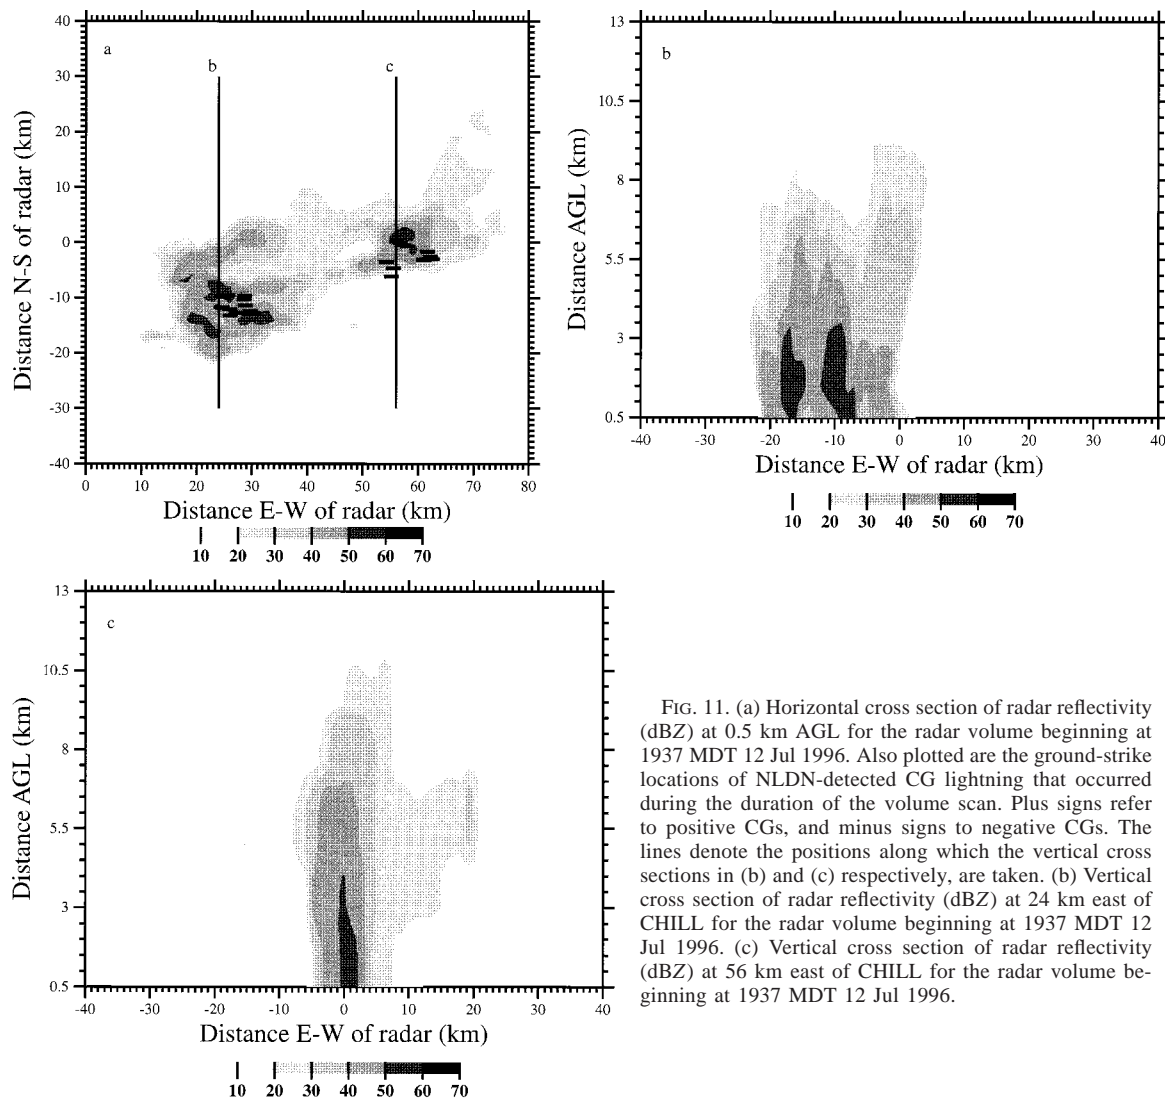 a
b
c
40
30
20
10
0
-10
-20
-30
-40
Distance N-S of radar (km)
0
10
20
30
40
50
60
70
80
Distance E-W of radar (km)
10 20 30 40 50 60 70
b
13
10.5
8
5.5
3
0.5
Distance AGL (km)
-40 -30 -20 -10 0 10 20 30 40
Distance E-W of radar (km)
10 20 30 40 50 60 70
c
13
10.5
8
5.5
3
0.5
Distance AGL (km)
-40 -30 -20 -10 0 10 20 30 40
Distance E-W of radar (km)
10 20 30 40 50 60 70
FIG. 11. (a) Horizontal cross section of radar reflectivity
(dBZ) at 0.5 km AGL for the radar volume beginning at
1937 MDT 12 Jul 1996. Also plotted are the ground-strike
locations of NLDN-detected CG lightning that occurred
during the duration of the volume scan. Plus signs refer
to positive CGs, and minus signs to negative CGs. The
lines denote the positions along which the vertical cross
sections in (b) and (c) respectively, are taken. (b) Vertical
cross section of radar reflectivity (dBZ) at 24 km east of
CHILL for the radar volume beginning at 1937 MDT 12
Jul 1996. (c) Vertical cross section of radar reflectivity
(dBZ) at 56 km east of CHILL for the radar volume be-
ginning at 1937 MDT 12 Jul 1996.